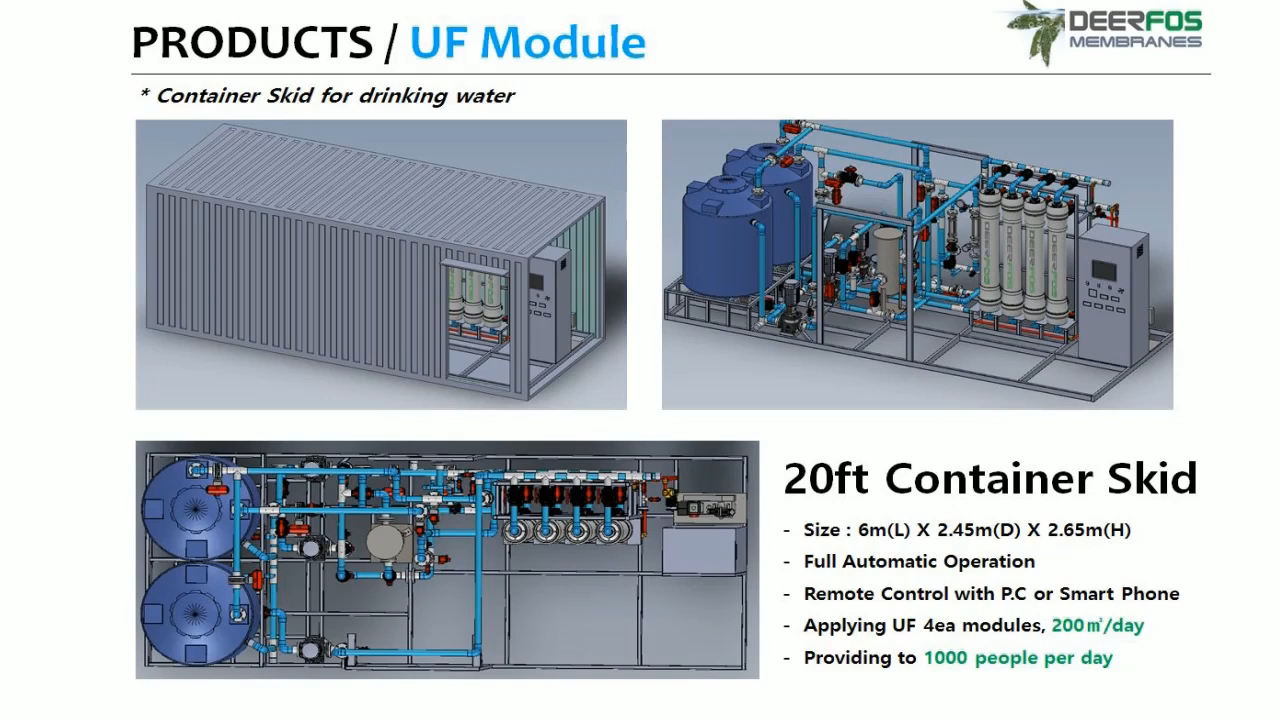 PRODUCTS / UF Module
DEERFOS
MEMBRANES
* Container Skid for drinking water
20ft Container Skid
- Size : 6m(L) X 2.45m(D) X 2.65m(H)
- Full Automatic Operation
- Remote Control with P.C or Smart Phone
- Applying UF 4ea modules, 200㎥/day
- Providing to 1000 people per day